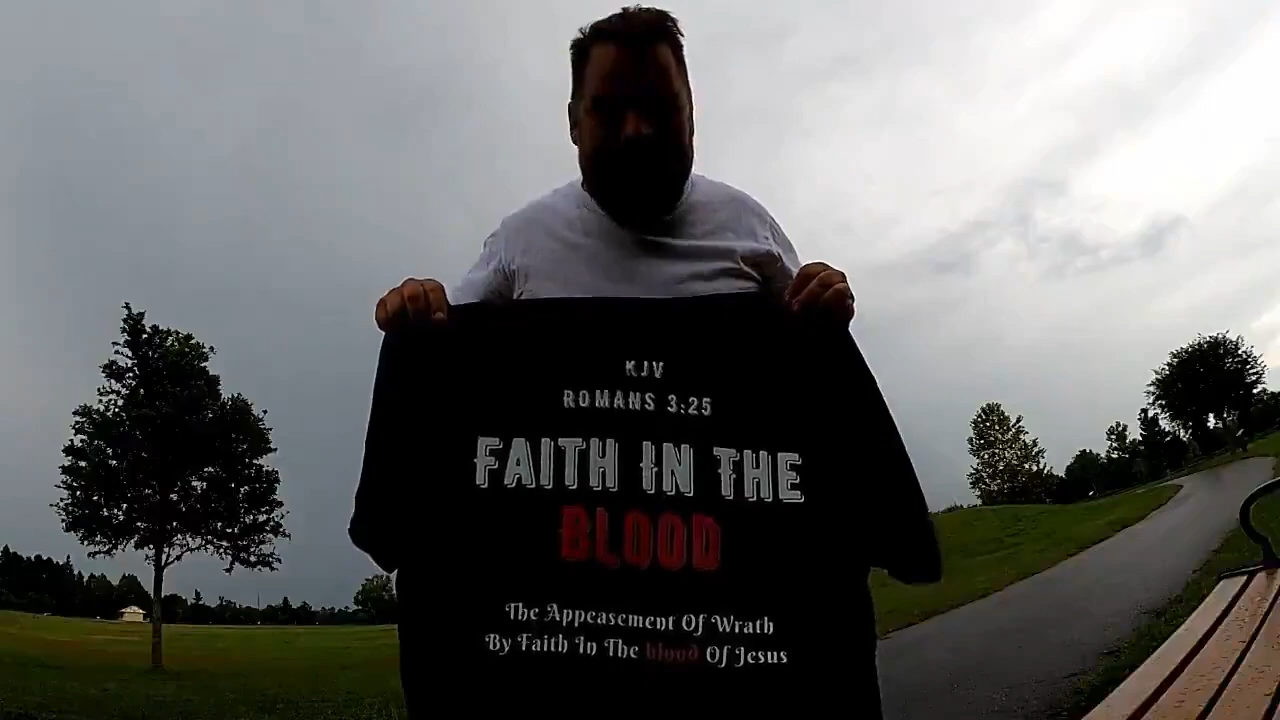 KJV
ROMANS 3:25
FAITH IN THE
BLOOD
The Appeasement Of Wrath
By Faith In The blood Of Jesus